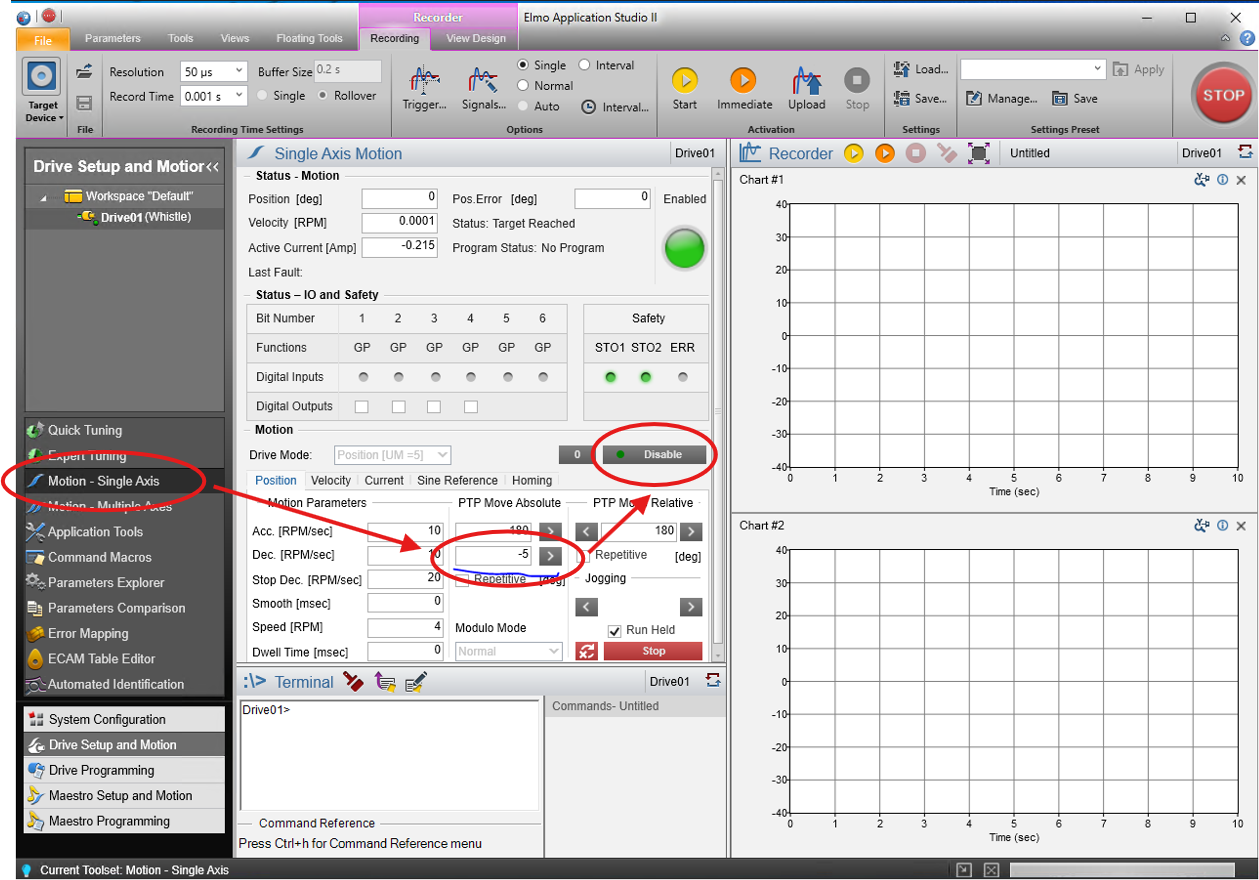 Recorder
Elmo Application Studio II
File
Parameters
Tools
Views
Floating Tools
Recording
View Design
Target Device
File
Resolution 50 µs
Record Time 0.001 s
Buffer Size 0.2 s
Single Rollover
Recording Time Settings
Trigger...
Signals...
Single Interval
Normal
Auto Interval...
Options
Start
Immediate
Upload
Stop
Activation
Load...
Save...
Settings
Apply
Manage... Save
Settings Preset
STOP
Drive Setup and Motion<<
Workspace "Default"
Drive01 (Whistle)
Quick Tuning
Expert Tuning
Motion - Single Axis
Motion - Multiple Axes
Application Tools
Command Macros
Parameters Explorer
Parameters Comparison
Error Mapping
ECAM Table Editor
Automated Identification
System Configuration
Drive Setup and Motion
Drive Programming
Maestro Setup and Motion
Maestro Programming
Single Axis Motion Drive01
Status - Motion
Position [deg] 0 Pos.Error [deg] 0 Enabled
Velocity [RPM] 0.0001 Status: Target Reached
Active Current [Amp] -0.215 Program Status: No Program
Last Fault:
Status – IO and Safety
Bit Number 1 2 3 4 5 6 Safety
Functions GP GP GP GP GP GP STO1 STO2 ERR
Digital Inputs
Digital Outputs
Motion
Drive Mode: Position [UM =5] 0 Disable
Position Velocity Current Sine Reference Homing
Motion Parameters PTP Move Absolute PTP Move Relative
Acc. [RPM/sec] 10 180 > < 180 >
Dec. [RPM/sec] 10 -5 > Repetitive [deg]
Stop Dec. [RPM/sec] 20 Repetitive [deg] Jogging
Smooth [msec] 0 < >
Speed [RPM] 4 Modulo Mode Run Held
Dwell Time [msec] 0 Normal Stop
:\> Terminal Drive01
Drive01>
Commands- Untitled
Command Reference
Press Ctrl+h for Command Reference menu
Recorder Untitled Drive01
Chart #1
40
30
20
10
0
-10
-20
-30
-40
0 1 2 3 4 5 6 7 8 9 10
Time (sec)
Chart #2
40
30
20
10
0
-10
-20
-30
-40
0 1 2 3 4 5 6 7 8 9 10
Time (sec)
Current Toolset: Motion - Single Axis